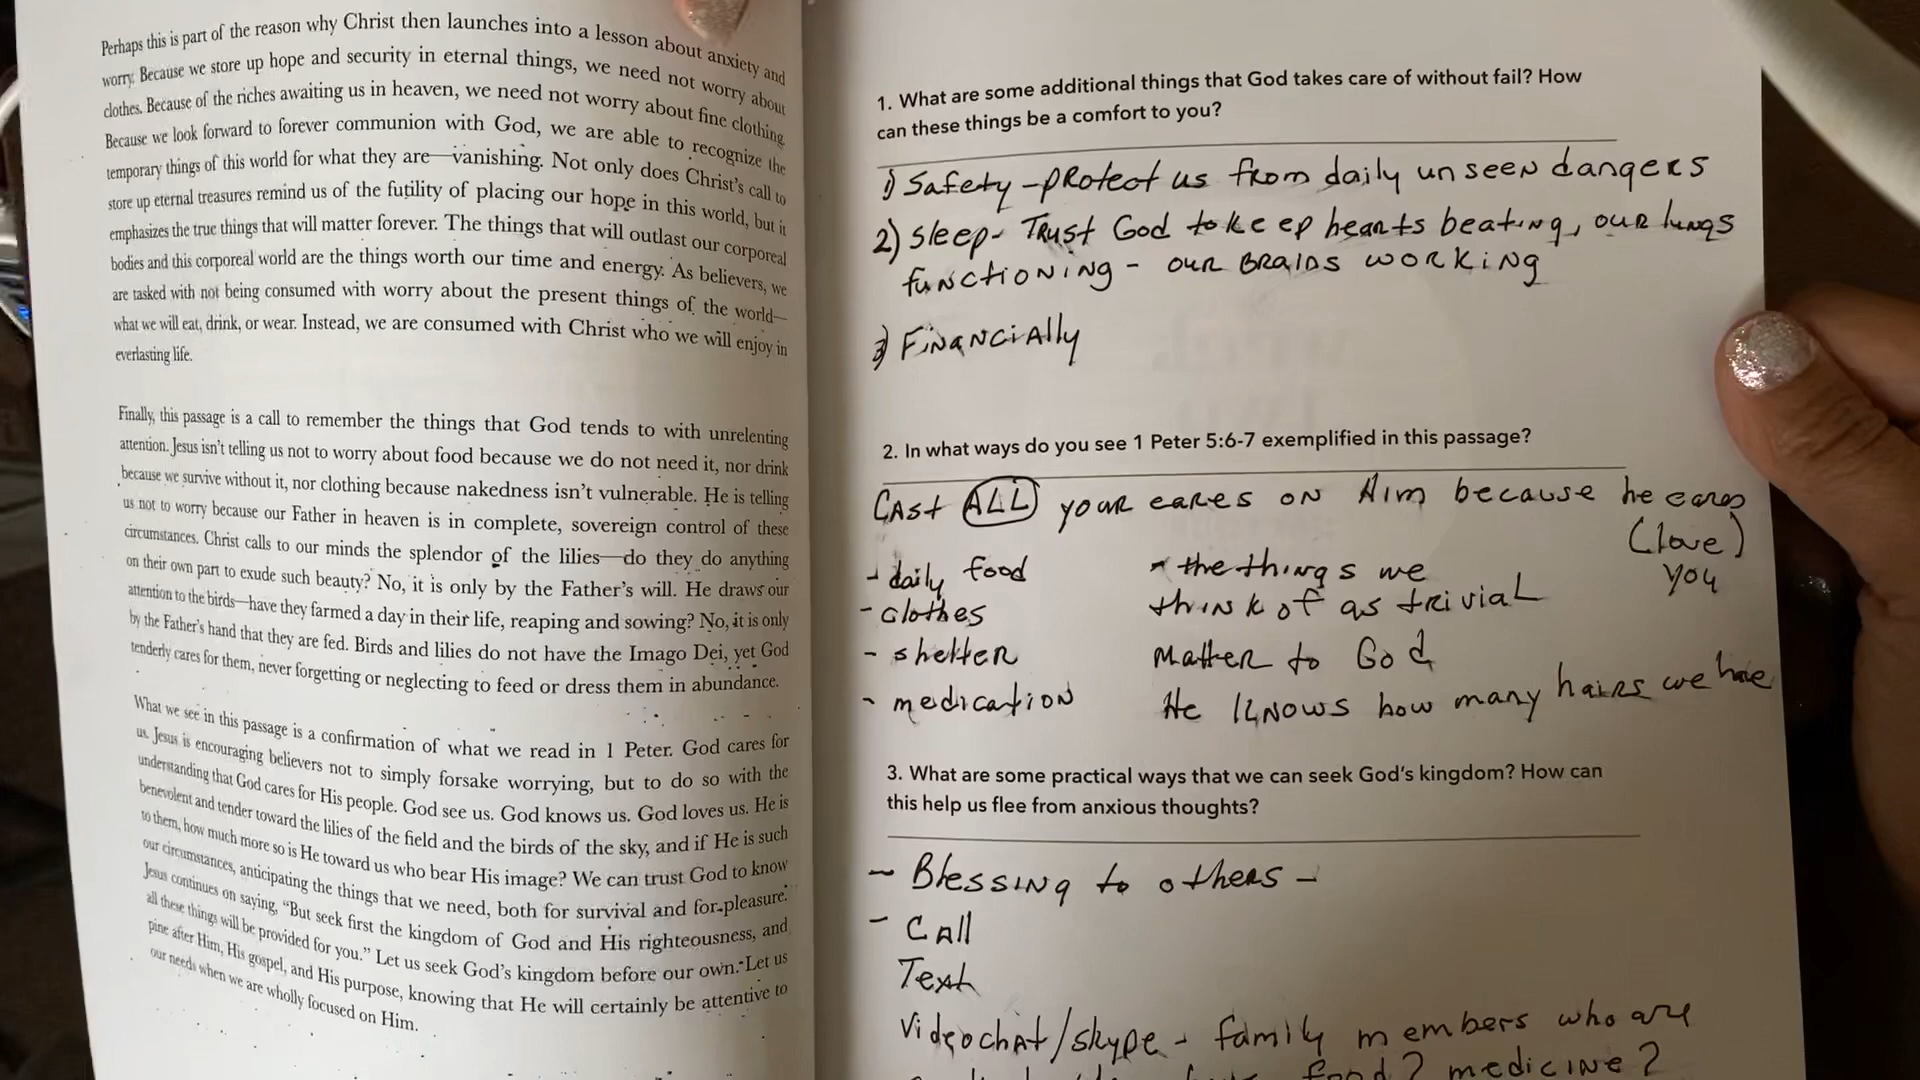 Perhaps this is part of the reason why Christ then launches into a lesson about anxiety and
worry. Because we store up hope and security in eternal things, we need not worry about
clothes. Because of the riches awaiting us in heaven, we need not worry about fine clothing.
Because we look forward to forever communion with God, we are able to recognize the
temporary things of this world for what they are—vanishing. Not only does Christ's call to
store up eternal treasures remind us of the futility of placing our hope in this world, but it
emphasizes the true things that will matter forever. The things that will outlast our corporeal
bodies and this corporeal world are the things worth our time and energy. As believers, we
are tasked with not being consumed with worry about the present things of the world—
what we will eat, drink, or wear. Instead, we are consumed with Christ who we will enjoy in
everlasting life.
Finally, this passage is a call to remember the things that God tends to with unrelenting
attention. Jesus isn't telling us not to worry about food because we do not need it, nor drink
because we survive without it, nor clothing because nakedness isn't vulnerable. He is telling
us not to worry because our Father in heaven is in complete, sovereign control of these
circumstances. Christ calls to our minds the splendor of the lilies—do they do anything
on their own part to exude such beauty? No, it is only by the Father's will. He draws our
attention to the birds—have they farmed a day in their life, reaping and sowing? No, it is only
by the Father's hand that they are fed. Birds and lilies do not have the Imago Dei, yet God
tenderly cares for them, never forgetting or neglecting to feed or dress them in abundance.
What we see in this passage is a confirmation of what we read in 1 Peter. God cares for
us. Jesus is encouraging believers not to simply forsake worrying, but to do so with the
understanding that God cares for His people. God see us. God knows us. God loves us. He is
benevolent and tender toward the lilies of the field and the birds of the sky, and if He is such
to them, how much more so is He toward us who bear His image? We can trust God to know
our circumstances, anticipating the things that we need, both for survival and for pleasure.
Jesus continues on saying, "But seek first the kingdom of God and His righteousness, and
all these things will be provided for you." Let us seek God's kingdom before our own. Let us
pine after Him, His gospel, and His purpose, knowing that He will certainly be attentive to
our needs when we are wholly focused on Him.
1. What are some additional things that God takes care of without fail? How
can these things be a comfort to you?
1) Safety - protect us from daily unseen dangers
2) Sleep - Trust God to keep hearts beating, our lungs
functioning - our brains working
3) Financially
2. In what ways do you see 1 Peter 5:6-7 exemplified in this passage?
Cast ALL your cares on Him because he cares
(love)
you
- daily food
- clothes
- shelter
- medication
- the things we
think of as trivial
matter to God
He knows how many hairs we have
3. What are some practical ways that we can seek God's kingdom? How can
this help us flee from anxious thoughts?
- Blessing to others -
- Call
Text
Videochat/skype - family members who are
food? medicine?